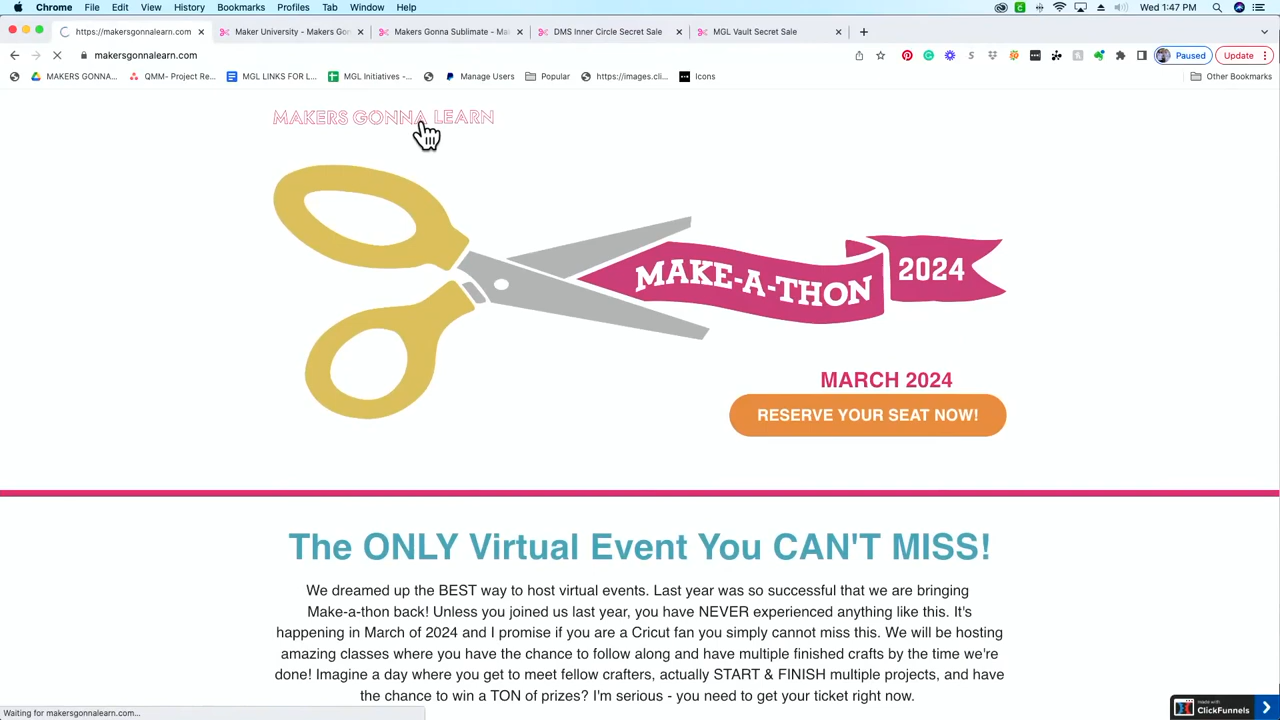 Chrome File Edit View History Bookmarks Profiles Tab Window Help Wed 1:47 PM
https://makersgonnalearn.com Maker University - Makers Gon Makers Gonna Sublimate - Ma DMS Inner Circle Secret Sale MGL Vault Secret Sale
makersgonnalearn.com Paused Update
MAKERS GONNA... QMM- Project Re... MGL LINKS FOR L... MGL Initiatives -... Manage Users Popular https://images.cli... Icons Other Bookmarks
MAKERS GONNA LEARN
MAKE-A-THON 2024
MARCH 2024
RESERVE YOUR SEAT NOW!
The ONLY Virtual Event You CAN'T MISS!
We dreamed up the BEST way to host virtual events. Last year was so successful that we are bringing
Make-a-thon back! Unless you joined us last year, you have NEVER experienced anything like this. It's
happening in March of 2024 and I promise if you are a Cricut fan you simply cannot miss this. We will be hosting
amazing classes where you have the chance to follow along and have multiple finished crafts by the time we're
done! Imagine a day where you get to meet fellow crafters, actually START & FINISH multiple projects, and have
the chance to win a TON of prizes? I'm serious - you need to get your ticket right now.
Waiting for makersgonnalearn.com...
made with
ClickFunnels